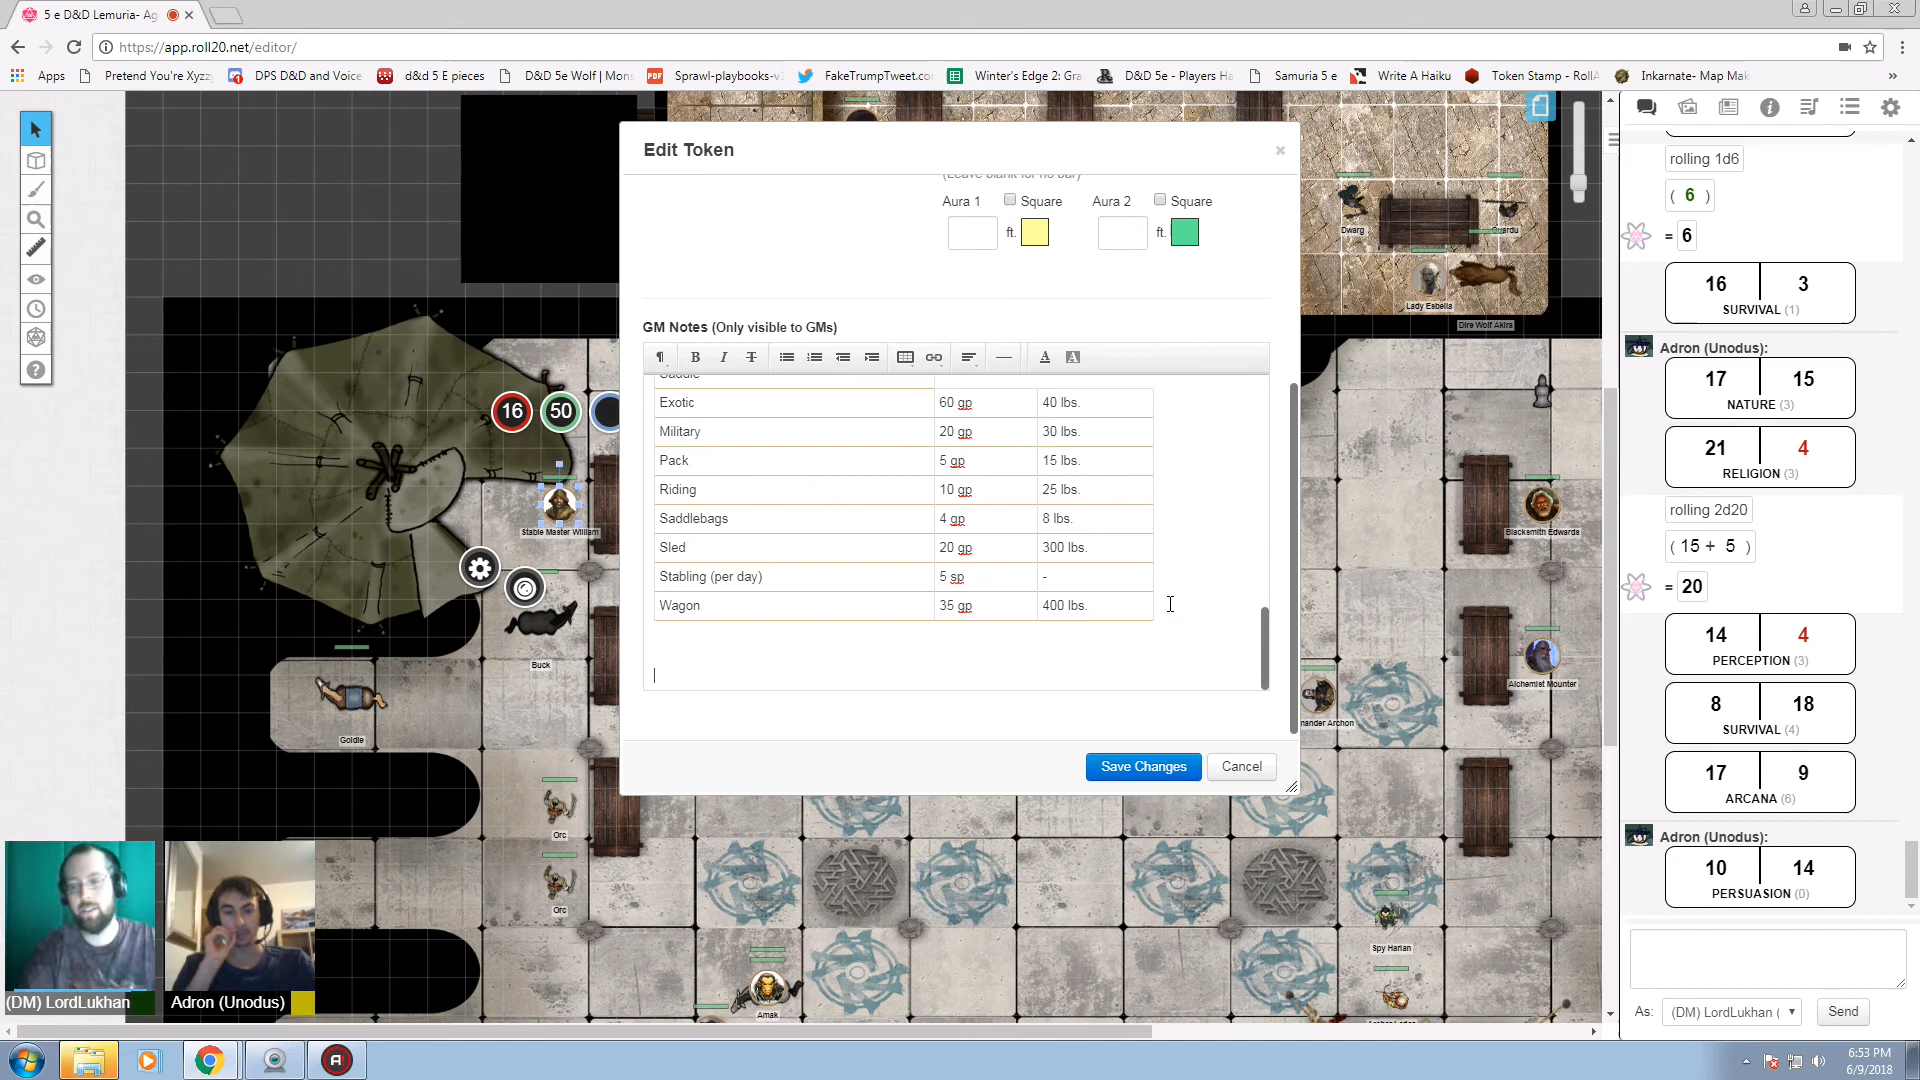 5 e D&D Lemuria- Ag
https://app.roll20.net/editor/
Apps
Pretend You're Xyzz
DPS D&D and Voice
d&d 5 E pieces
D&D 5e Wolf | Mons
Sprawl-playbooks-v
FakeTrumpTweet.co
Winter's Edge 2: Gra
D&D 5e - Players Ha
Samuria 5 e
Write A Haiku
Token Stamp - RollA
Inkarnate- Map Mak
»
Edit Token
(Leave blank for no bar)
Aura 1
Square
Aura 2
Square
ft.
ft.
GM Notes (Only visible to GMs)
Saddle
Exotic 60 gp 40 lbs.
Military 20 gp 30 lbs.
Pack 5 gp 15 lbs.
Riding 10 gp 25 lbs.
Saddlebags 4 gp 8 lbs.
Sled 20 gp 300 lbs.
Stabling (per day) 5 sp -
Wagon 35 gp 400 lbs.
Save Changes
Cancel
16
50
Stable Master William
Buck
Goldie
Orc
Orc
Amak
Dwarg
Lady Esbella
Dire Wolf Akira
Blacksmith Edwards
Alchemist Mounter
mander Archon
Spy Harlan
rolling 1d6
( 6 )
= 6
16 3
SURVIVAL (1)
Adron (Unodus):
17 15
NATURE (3)
21 4
RELIGION (3)
rolling 2d20
( 15 + 5 )
= 20
14 4
PERCEPTION (3)
8 18
SURVIVAL (4)
17 9
ARCANA (6)
Adron (Unodus):
10 14
PERSUASION (0)
As:
(DM) LordLukhan (
Send
(DM) LordLukhan
Adron (Unodus)
6:53 PM
6/9/2018